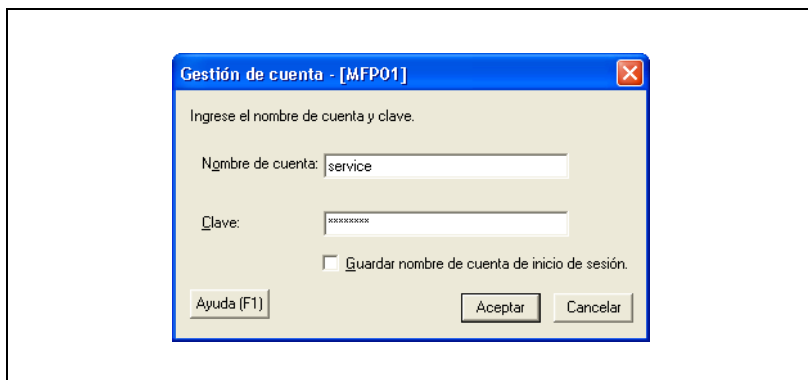 Gestión de cuenta - [MFP01]
Ingrese el nombre de cuenta y clave.
Nombre de cuenta: service
Clave: ********
Guardar nombre de cuenta de inicio de sesión.
Ayuda (F1) Aceptar Cancelar